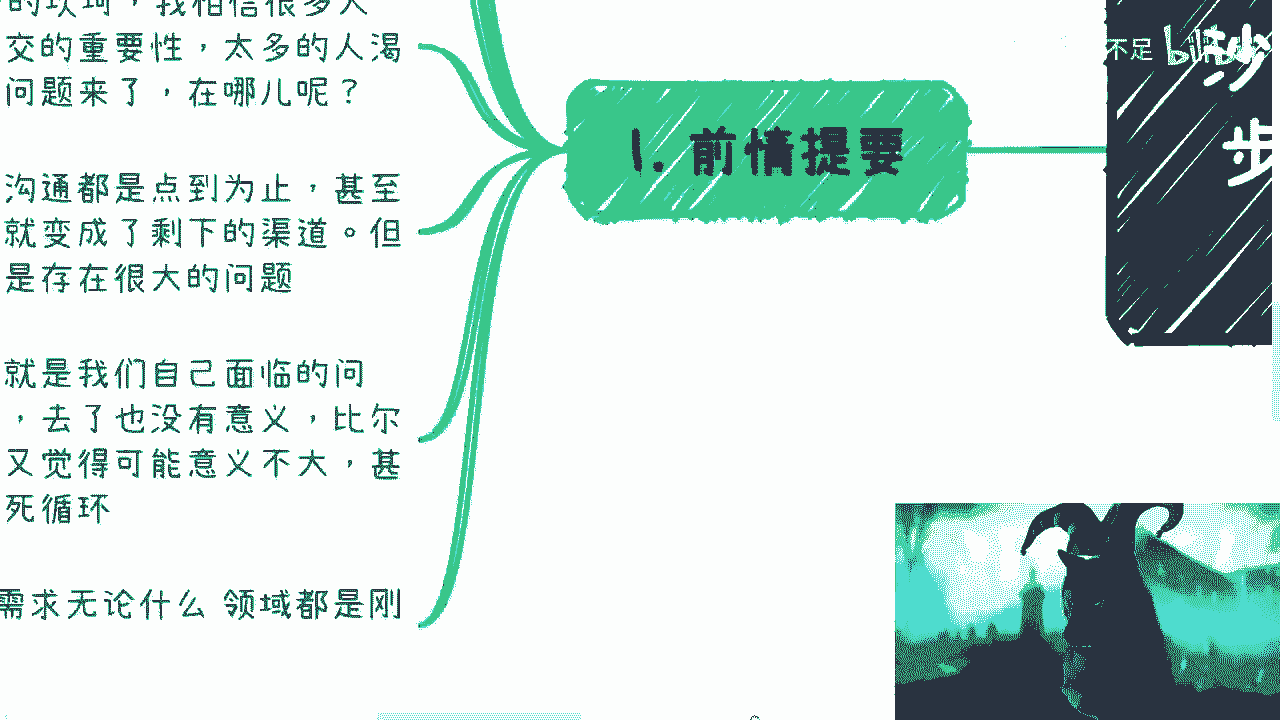 的坎坷，我相信很多人
交的重要性，太多的人渴
问题来了，在哪儿呢？
沟通都是点到为止，甚至
就变成了剩下的渠道。但
是存在很大的问题
就是我们自己面临的问
，去了也没有意义，比尔
又觉得可能意义不大，甚
死循环
需求无论什么 领域都是刚
1. 前情提要
不足
步